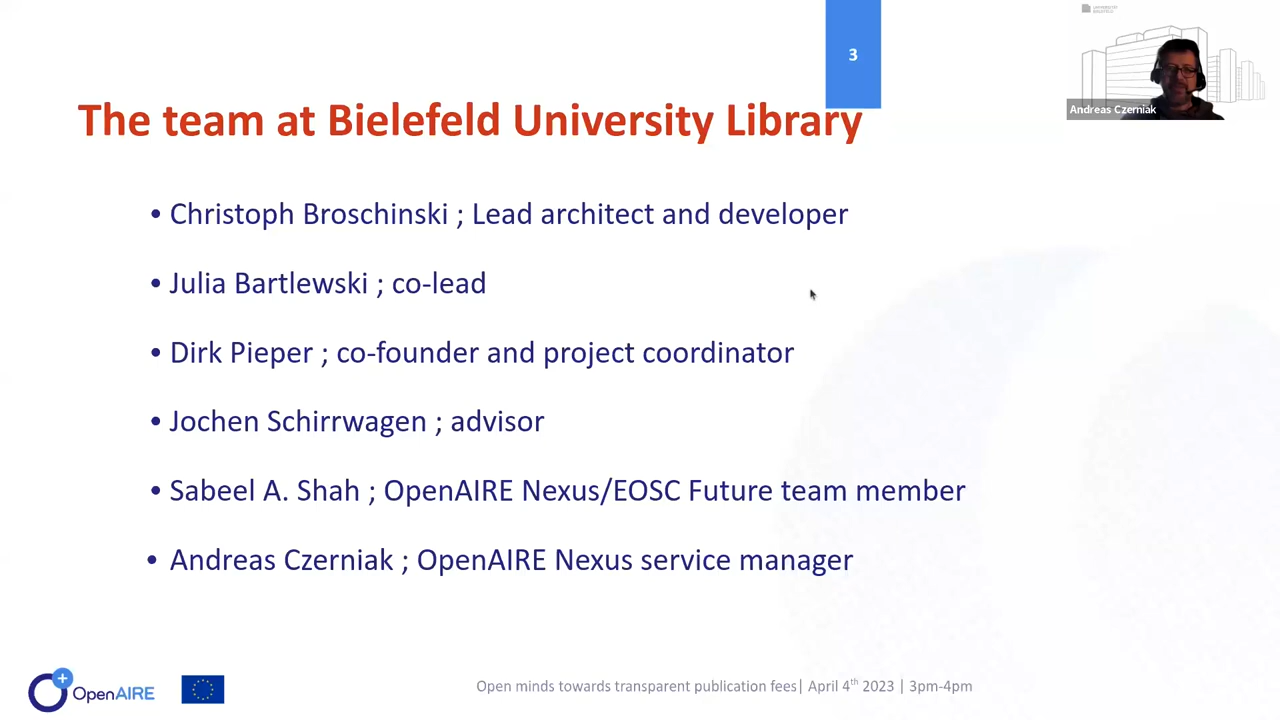 3
UNIVERSITÄT
BIELEFELD
Andreas Czerniak
The team at Bielefeld University Library
• Christoph Broschinski ; Lead architect and developer
• Julia Bartlewski ; co-lead
• Dirk Pieper ; co-founder and project coordinator
• Jochen Schirrwagen ; advisor
• Sabeel A. Shah ; OpenAIRE Nexus/EOSC Future team member
• Andreas Czerniak ; OpenAIRE Nexus service manager
OpenAIRE
Open minds towards transparent publication fees| April 4th 2023 | 3pm-4pm